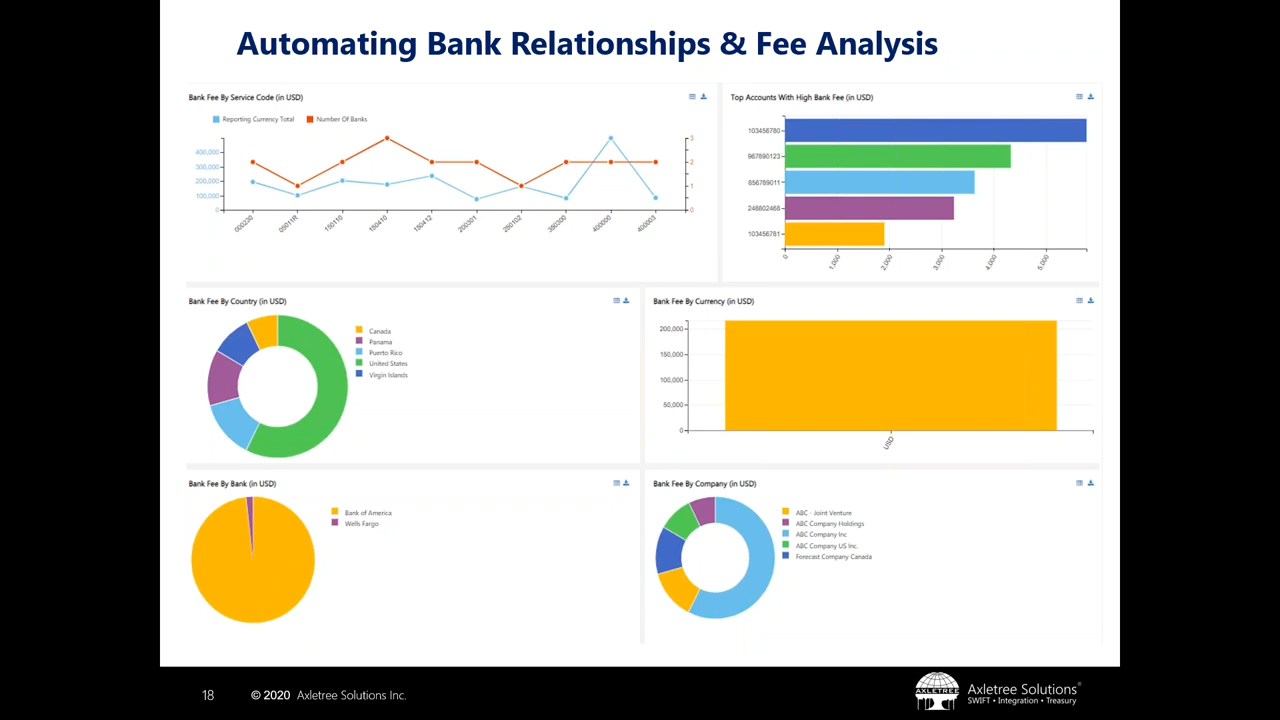 Automating Bank Relationships & Fee Analysis
Bank Fee By Service Code (in USD)
Reporting Currency Total
Number Of Banks
400,000
300,000
200,000
100,000
0
3
2
1
0
000230
05011R
150110
150410
150412
200301
250102
350300
400000
400003
Top Accounts With High Bank Fee (in USD)
103456780
967890123
856789011
246802468
103456781
0
1,000
2,000
3,000
4,000
5,000
Bank Fee By Country (in USD)
Canada
Panama
Puerto Rico
United States
Virgin Islands
Bank Fee By Currency (in USD)
200,000
150,000
100,000
50,000
0
USD
Bank Fee By Bank (in USD)
Bank of America
Wells Fargo
Bank Fee By Company (in USD)
ABC - Joint Venture
ABC Company Holdings
ABC Company Inc
ABC Company US Inc.
Forecast Company Canada
18
© 2020 Axletree Solutions Inc.
AXLETREE
Axletree Solutions®
SWIFT • Integration • Treasury